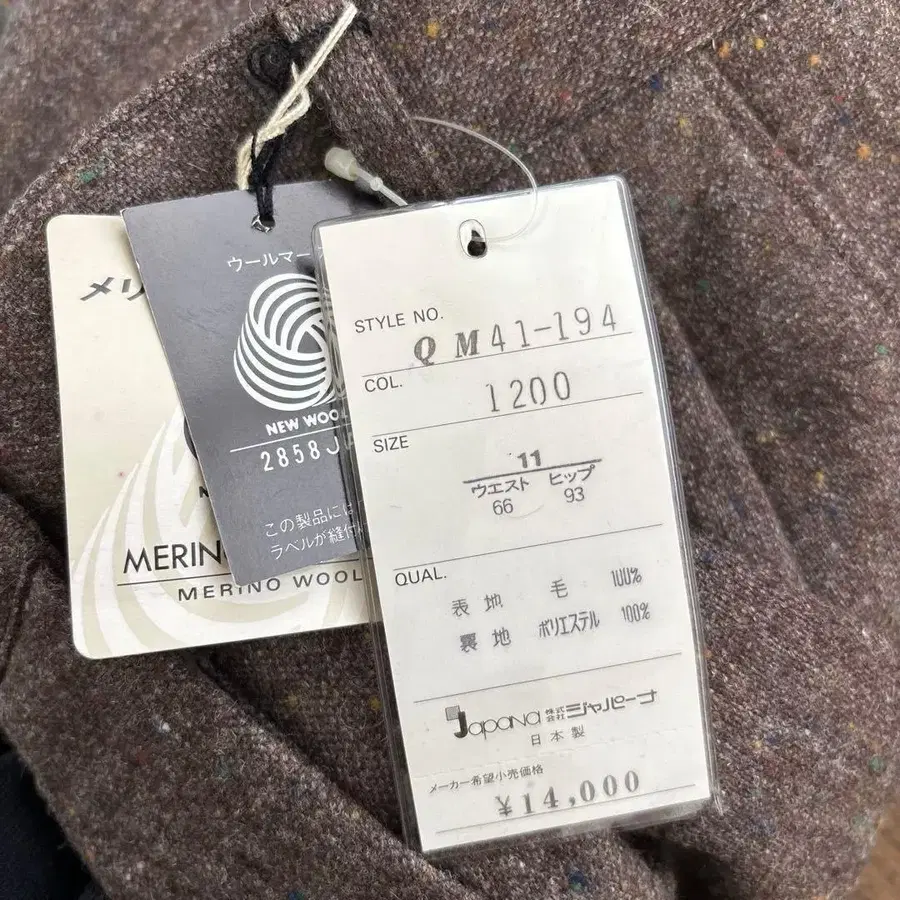 メリ
MERIN
MERINO WOOL
ウールマー
NEW WOO
2858J
この製品には
ラベルが縫付
STYLE NO.
QM41-194
COL.
1200
SIZE
11
ウエスト ヒップ
66 93
QUAL.
表地 毛 100%
裏地 ポリエステル 100%
Japana 株式会社 ジャパーナ
日本製
メーカー希望小売価格
¥14,000